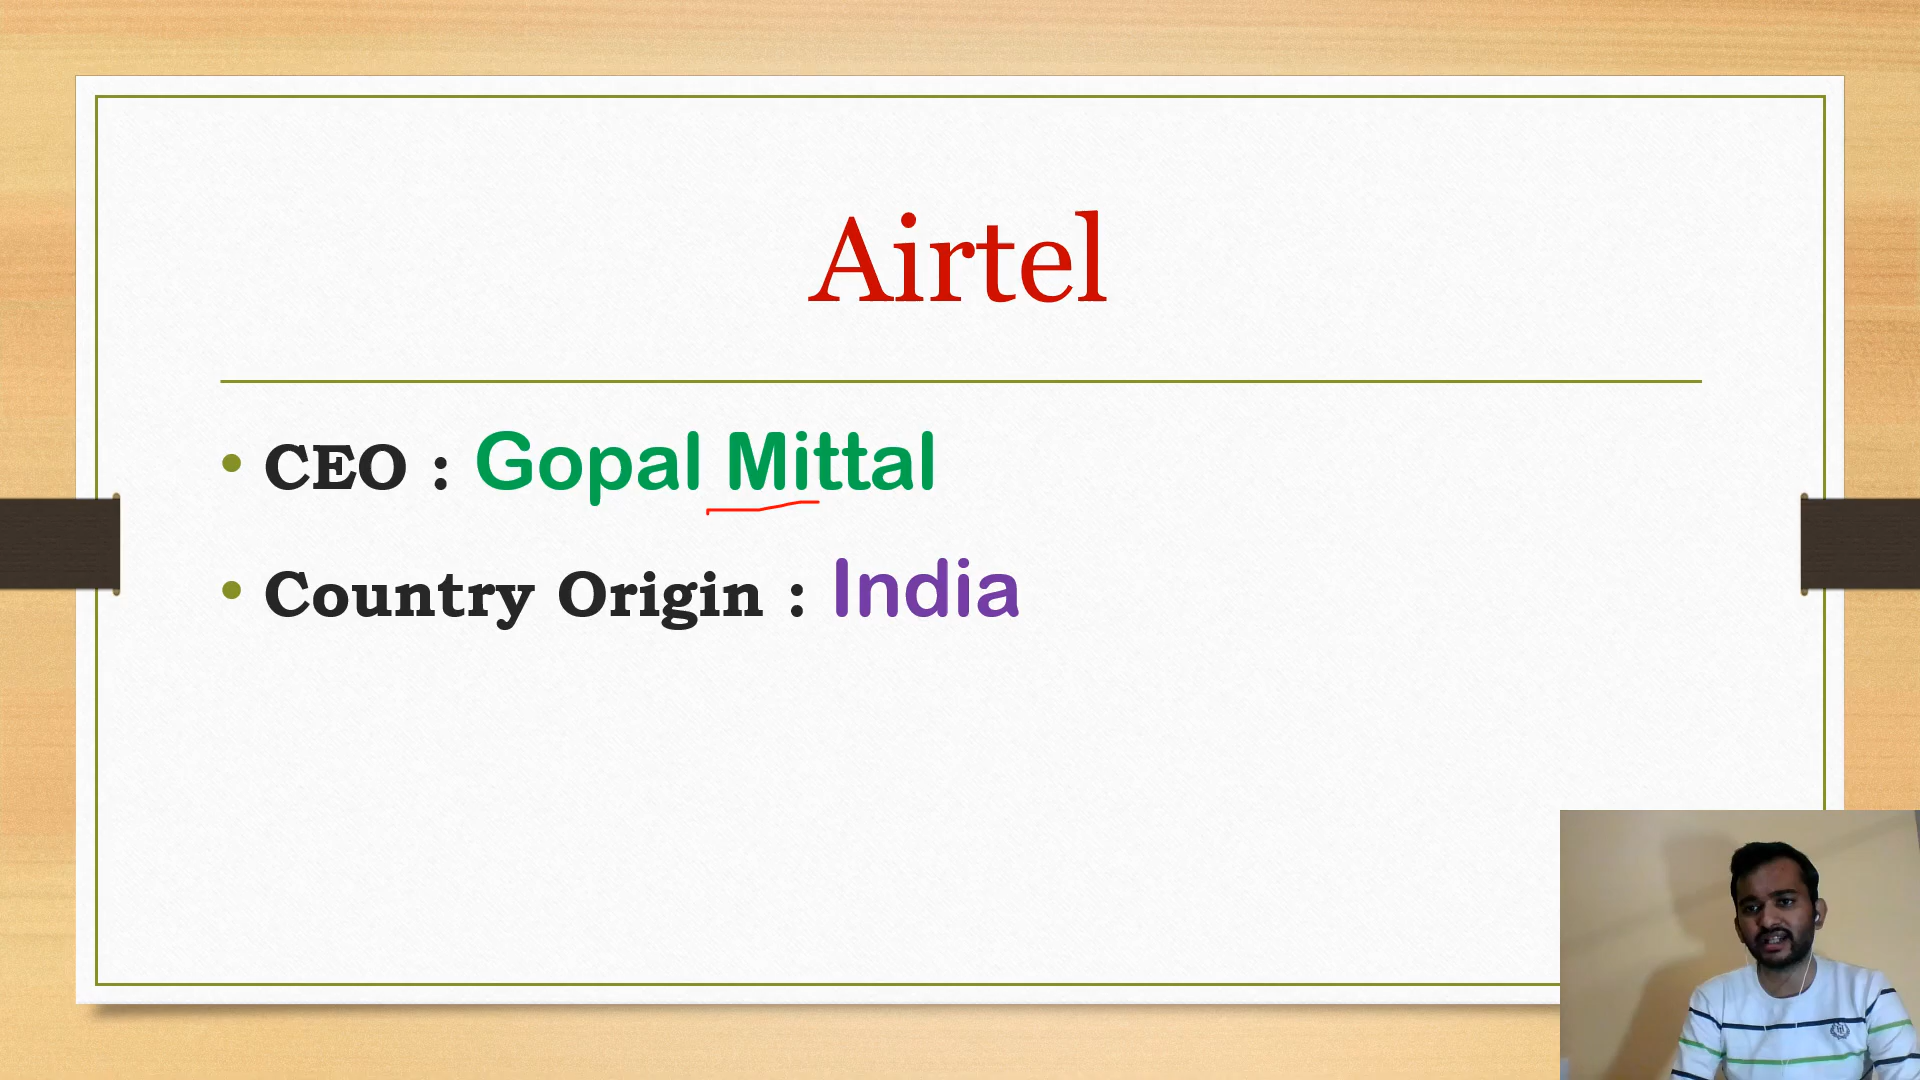 Airtel
• CEO : Gopal Mittal
• Country Origin : India